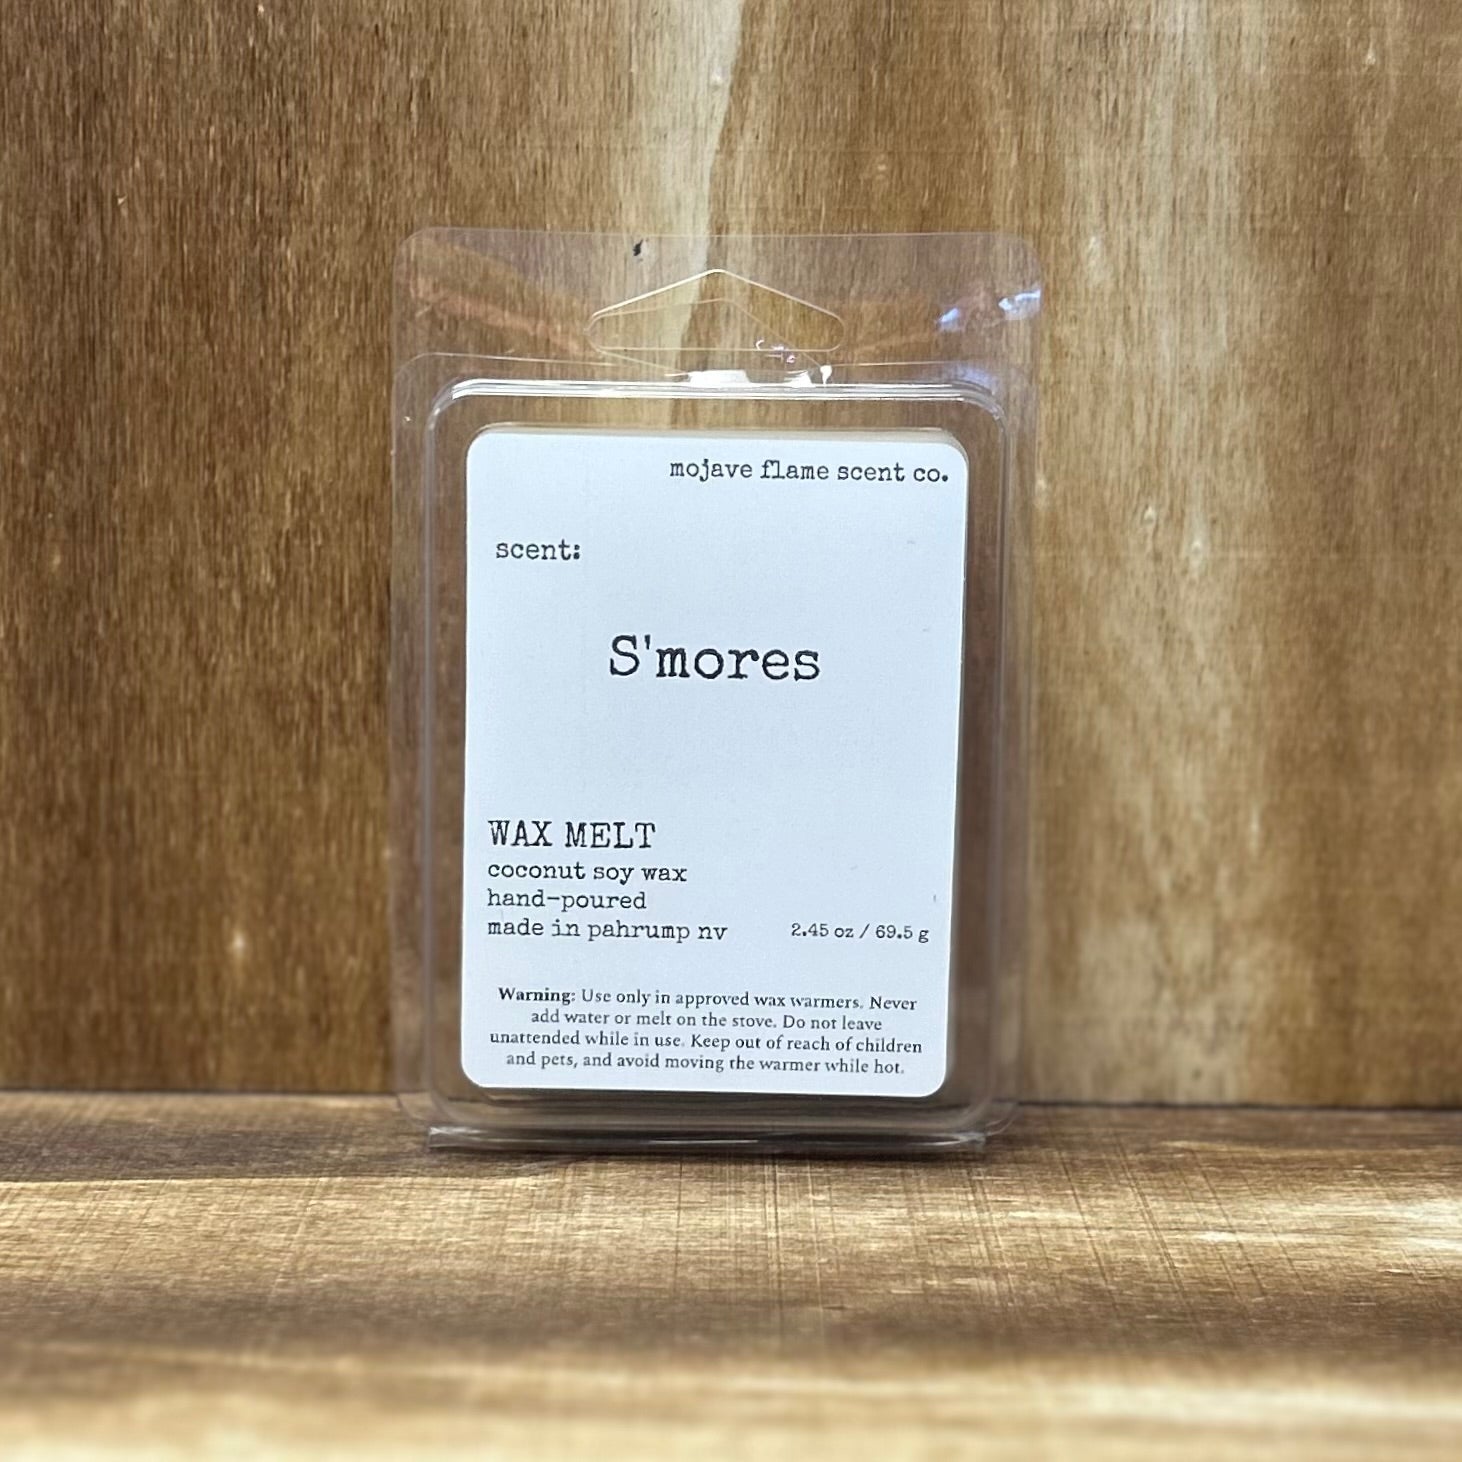 mojave flame scent co.
scent:
S'mores
WAX MELT
coconut soy wax
hand-poured
made in pahrump nv
2.45 oz / 69.5 g
Warning: Use only in approved wax warmers. Never
add water or melt on the stove. Do not leave
unattended while in use. Keep out of reach of children
and pets, and avoid moving the warmer while hot.